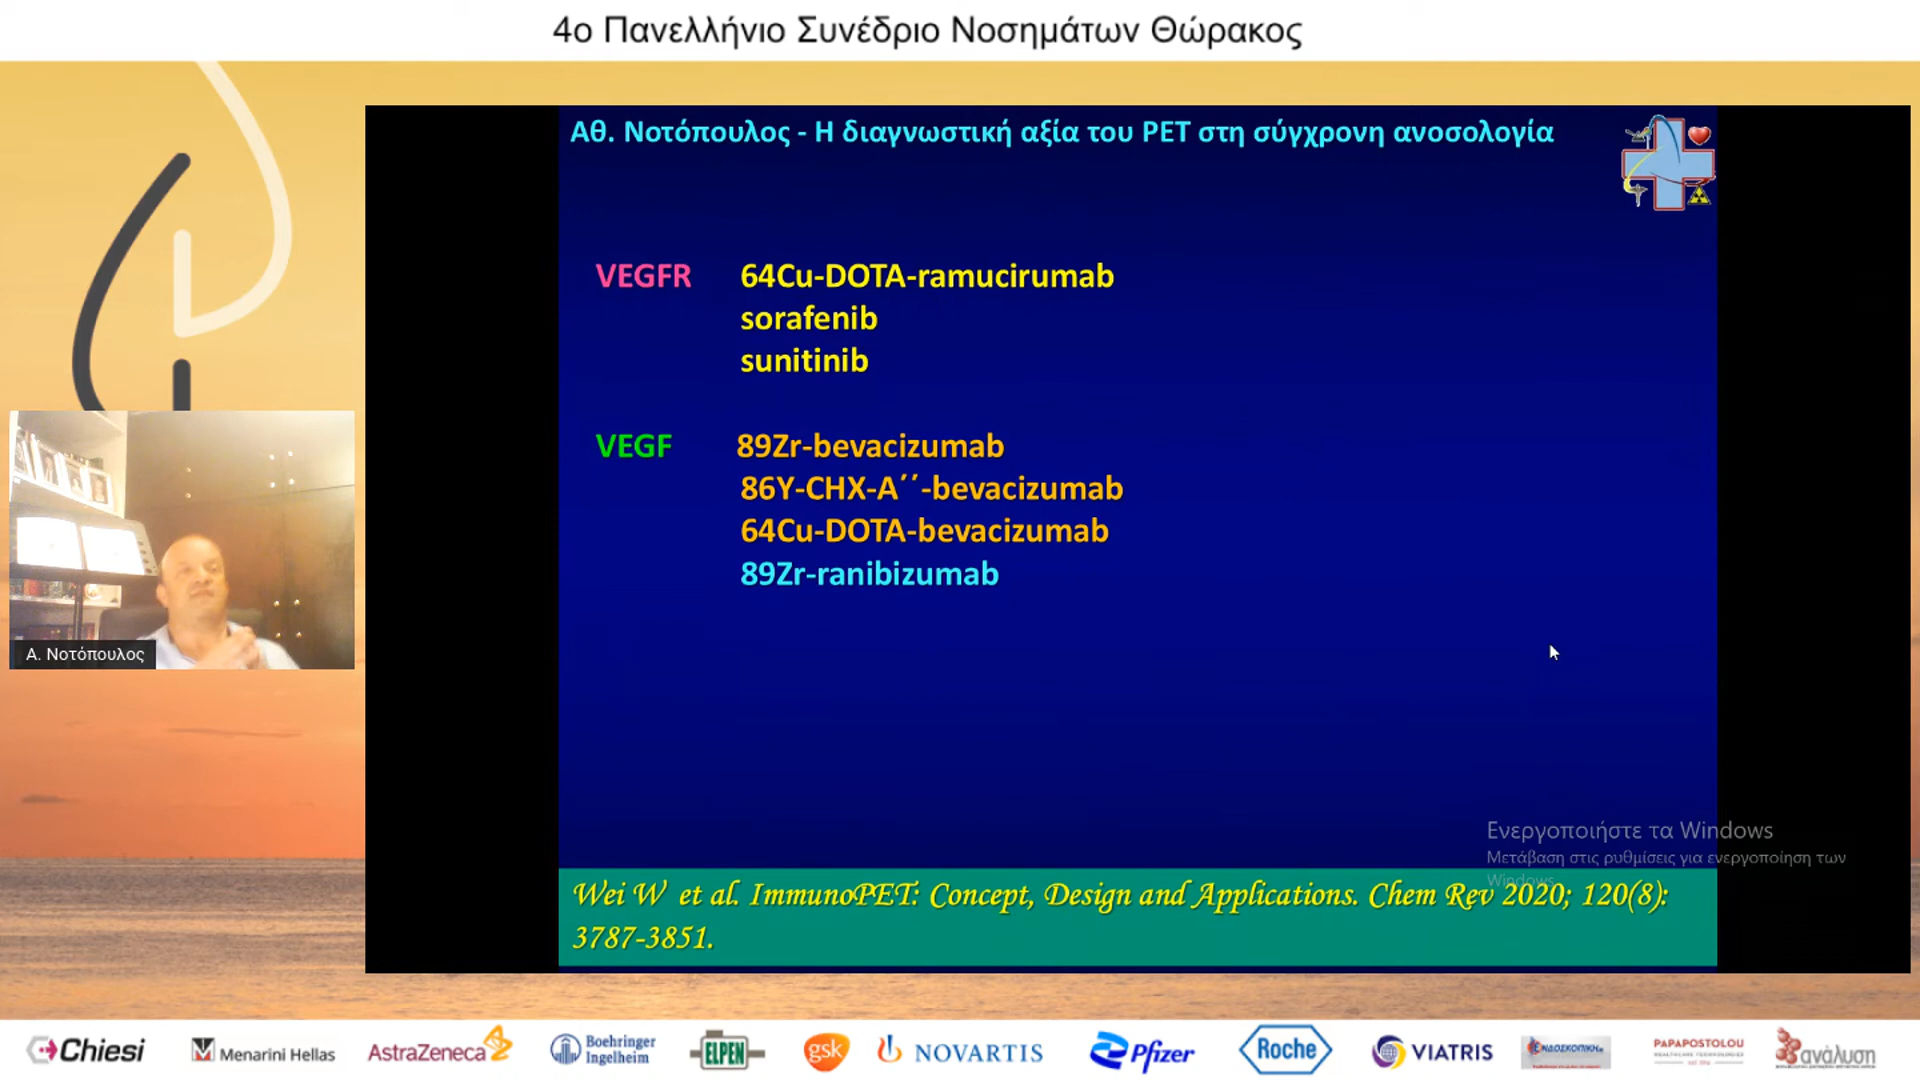 4ο Πανελλήνιο Συνέδριο Νοσημάτων Θώρακος
Αθ. Νοτόπουλος - Η διαγνωστική αξία του PET στη σύγχρονη ανοσολογία
VEGFR 64Cu-DOTA-ramucirumab
sorafenib
sunitinib
VEGF 89Zr-bevacizumab
86Y-CHX-A΄΄-bevacizumab
64Cu-DOTA-bevacizumab
89Zr-ranibizumab
Α. Νοτόπουλος
Ενεργοποιήστε τα Windows
Μετάβαση στις ρυθμίσεις για ενεργοποίηση των
Windows.
Wei W et al. ImmunoPET: Concept, Design and Applications. Chem Rev 2020; 120(8):
3787-3851.
Chiesi
Menarini Hellas
AstraZeneca
Boehringer
Ingelheim
ELPEN
gsk
NOVARTIS
Pfizer
Roche
VIATRIS
ΕΝΔΟΣΚΟΠΙΚΗ
PAPAPOSTOLOU
ανάλυση